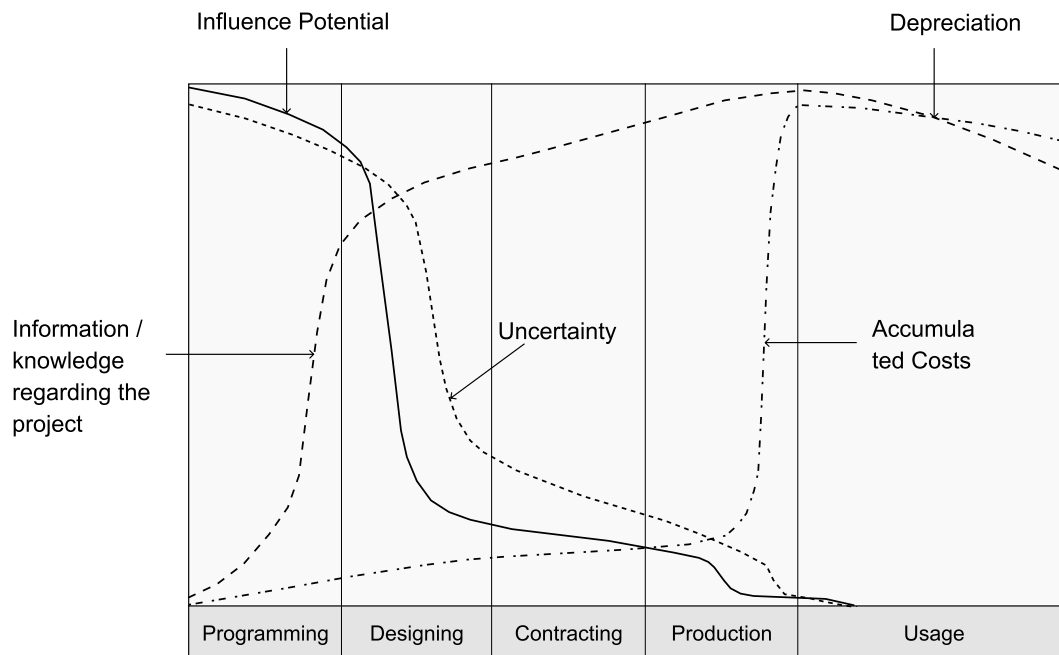 Influence Potential
Depreciation
Information /
knowledge
regarding the
project
Uncertainty
Accumula
ted Costs
Programming
Designing
Contracting
Production
Usage